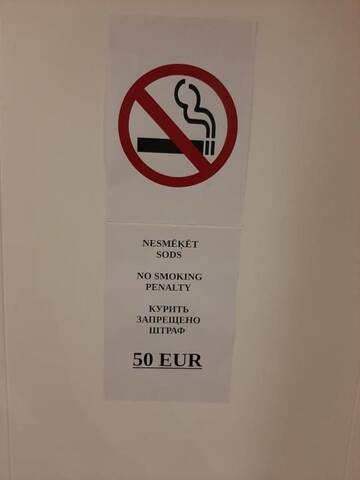 NESMĒĶĒT
SODS
NO SMOKING
PENALTY
КУРИТЬ
ЗАПРЕЩЕНО
ШТРАФ
50 EUR